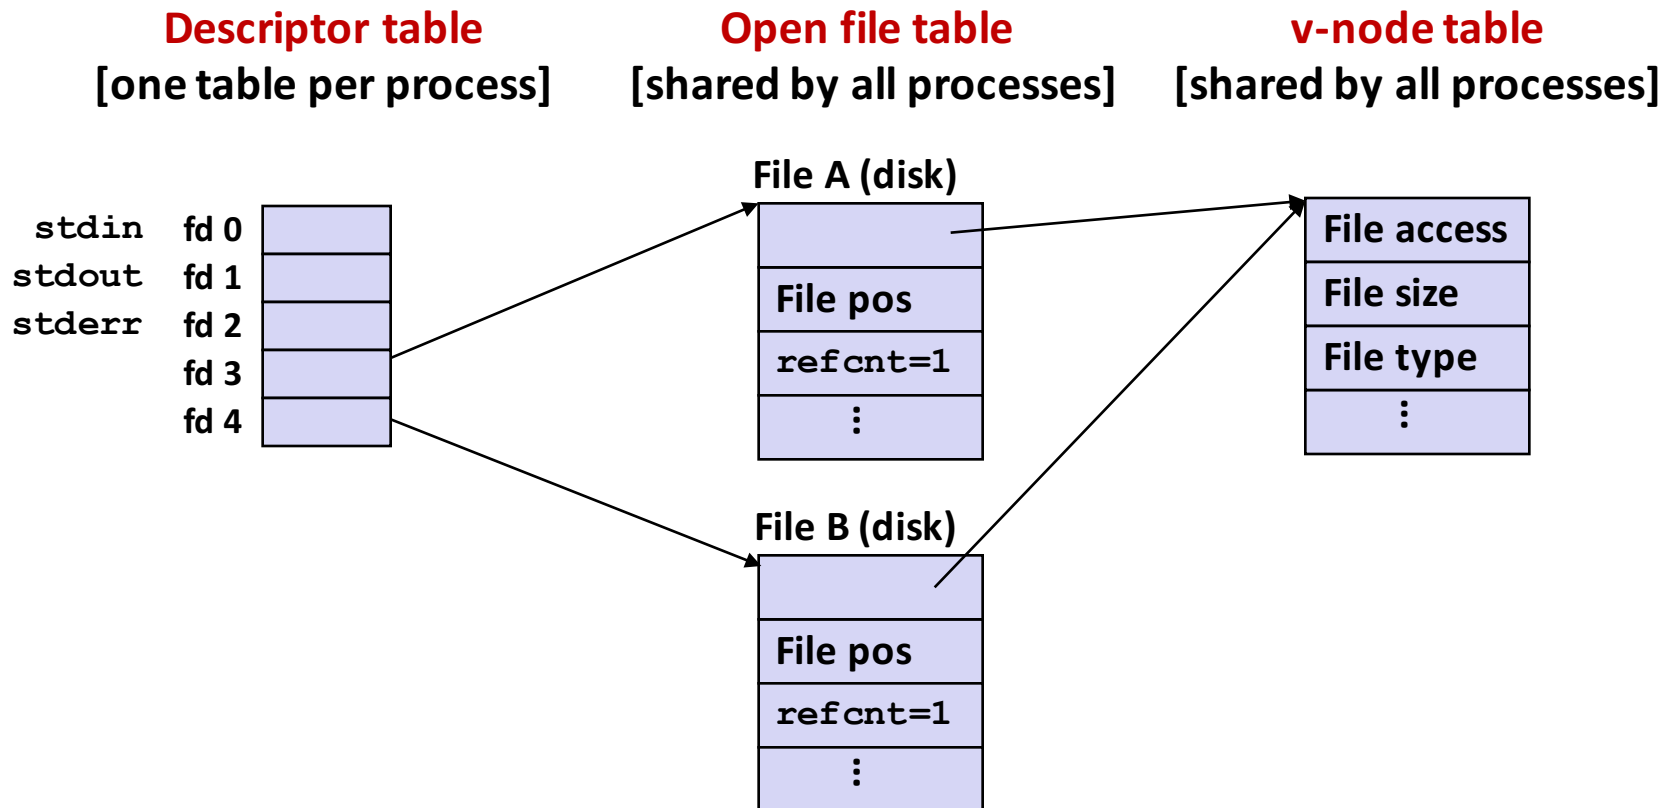 Descriptor table
[one table per process]
Open file table
[shared by all processes]
v-node table
[shared by all processes]
stdin fd 0
stdout fd 1
stderr fd 2
fd 3
fd 4
File A (disk)
File pos
refcnt=1
⋮
File B (disk)
File pos
refcnt=1
⋮
File access
File size
File type
⋮